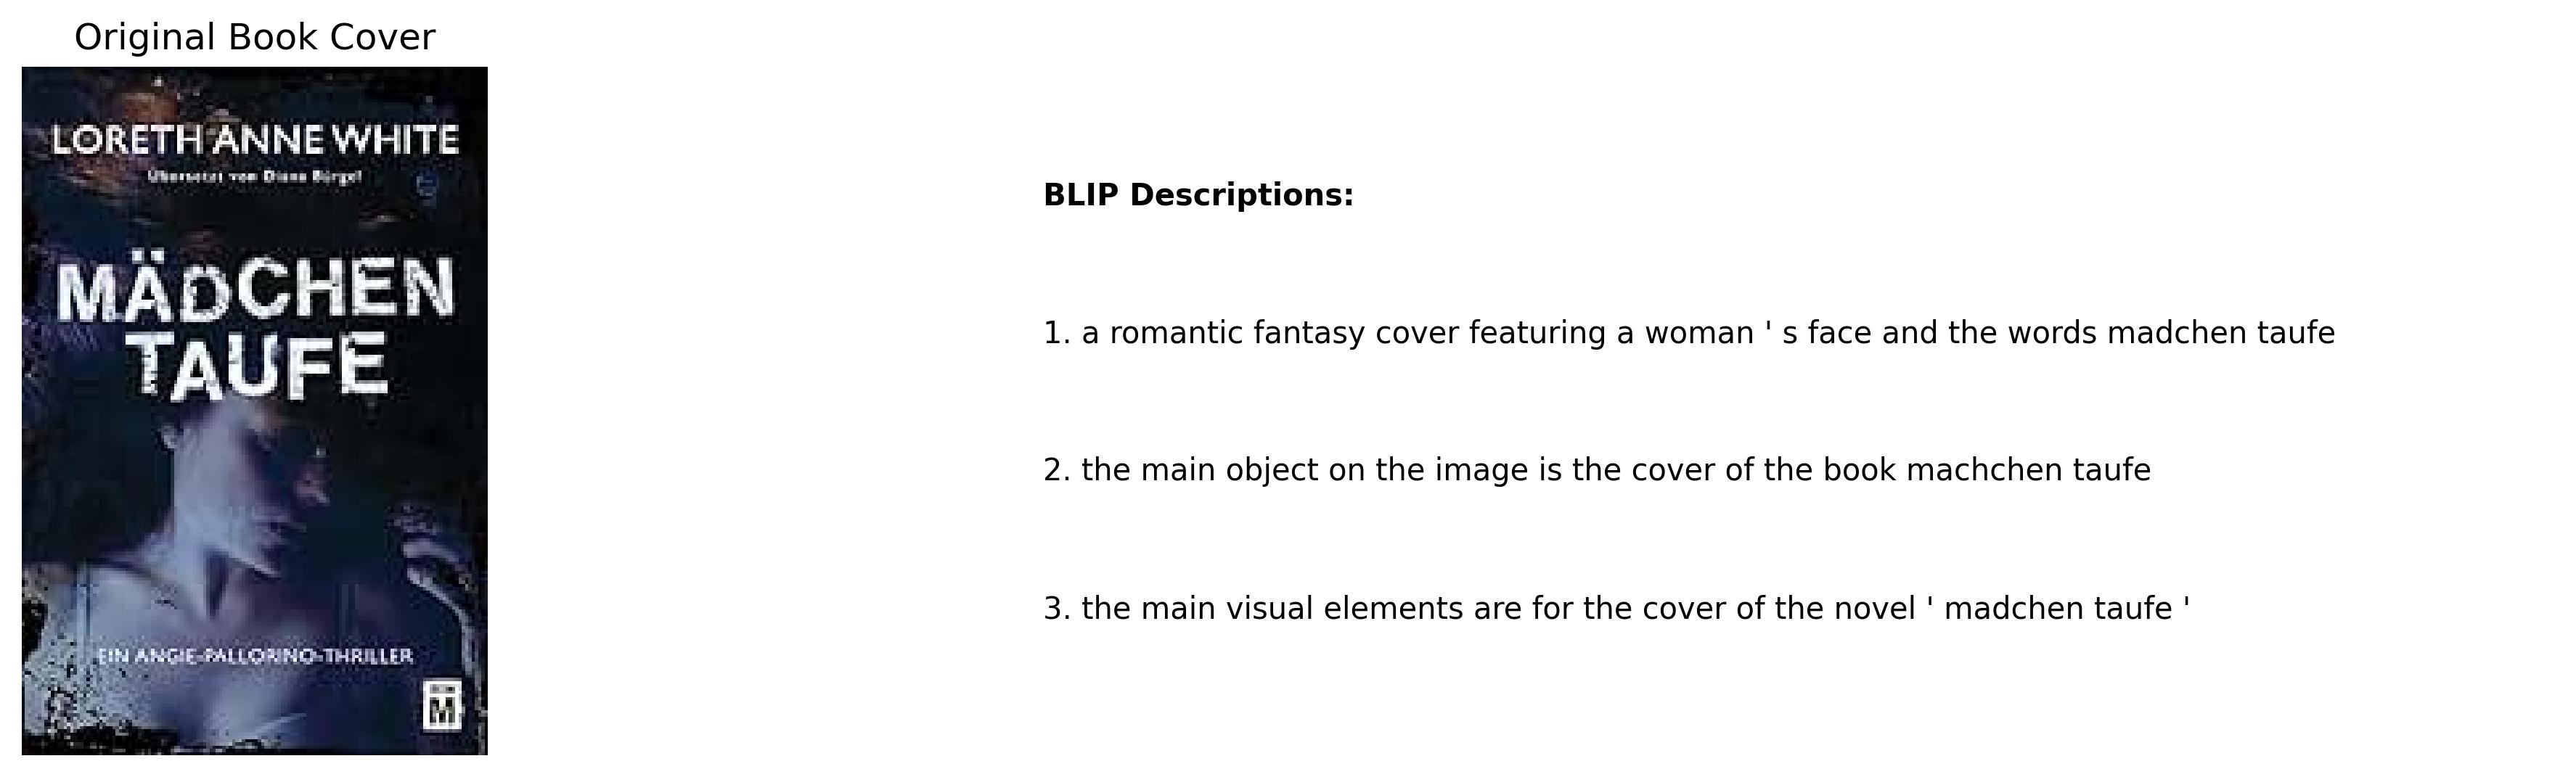 Original Book Cover
LORETH ANNE WHITE
Übersetzt von Diana Bürgel
MÄDCHEN
TAUFE
EIN ANGIE-PALLORINO-THRILLER
M
BLIP Descriptions:
1. a romantic fantasy cover featuring a woman ' s face and the words madchen taufe
2. the main object on the image is the cover of the book machchen taufe
3. the main visual elements are for the cover of the novel ' madchen taufe '